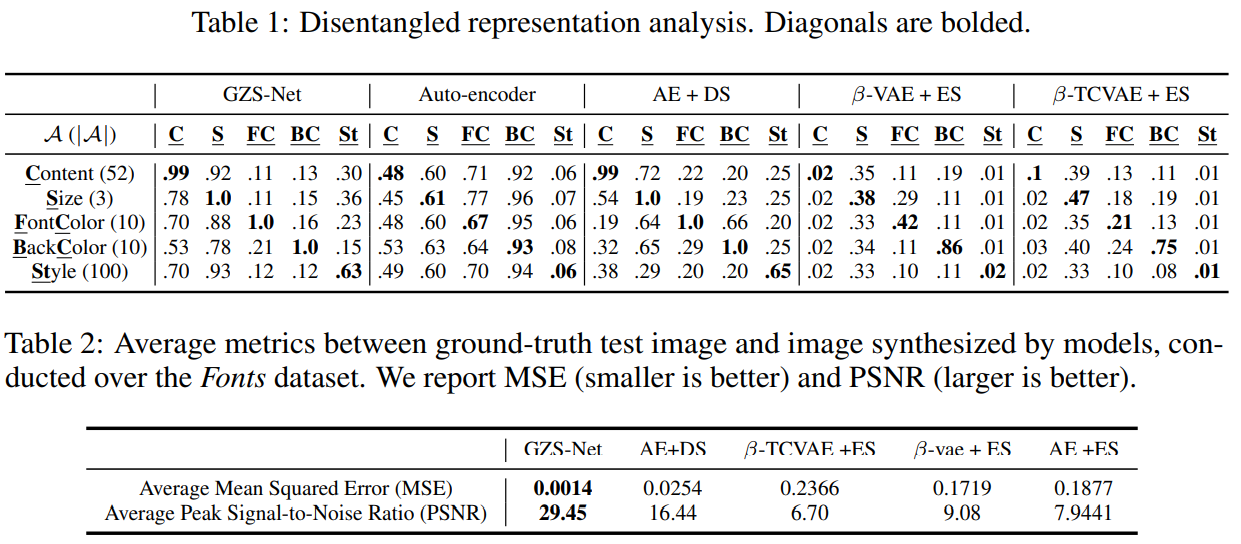 Table 1: Disentangled representation analysis. Diagonals are bolded.
GZS-Net Auto-encoder AE + DS β-VAE + ES β-TCVAE + ES
𝒜 (|𝒜|) C S FC BC St C S FC BC St C S FC BC St C S FC BC St C S FC BC St
Content (52) .99 .92 .11 .13 .30 .48 .60 .71 .92 .06 .99 .72 .22 .20 .25 .02 .35 .11 .19 .01 .1 .39 .13 .11 .01
Size (3) .78 1.0 .11 .15 .36 .45 .61 .77 .96 .07 .54 1.0 .19 .23 .25 .02 .38 .29 .11 .01 .02 .47 .18 .19 .01
FontColor (10) .70 .88 1.0 .16 .23 .48 .60 .67 .95 .06 .19 .64 1.0 .66 .20 .02 .33 .42 .11 .01 .02 .35 .21 .13 .01
BackColor (10) .53 .78 .21 1.0 .15 .53 .63 .64 .93 .08 .32 .65 .29 1.0 .25 .02 .34 .11 .86 .01 .03 .40 .24 .75 .01
Style (100) .70 .93 .12 .12 .63 .49 .60 .70 .94 .06 .38 .29 .20 .20 .65 .02 .33 .10 .11 .02 .02 .33 .10 .08 .01
Table 2: Average metrics between ground-truth test image and image synthesized by models, con-
ducted over the Fonts dataset. We report MSE (smaller is better) and PSNR (larger is better).
GZS-Net AE+DS β-TCVAE +ES β-vae + ES AE +ES
Average Mean Squared Error (MSE) 0.0014 0.0254 0.2366 0.1719 0.1877
Average Peak Signal-to-Noise Ratio (PSNR) 29.45 16.44 6.70 9.08 7.9441